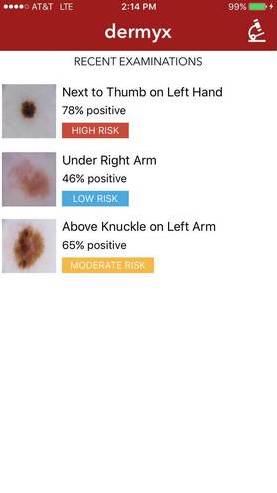 AT&T LTE 2:14 PM 99%
dermyx
RECENT EXAMINATIONS
Next to Thumb on Left Hand
78% positive
HIGH RISK
Under Right Arm
46% positive
LOW RISK
Above Knuckle on Left Arm
65% positive
MODERATE RISK